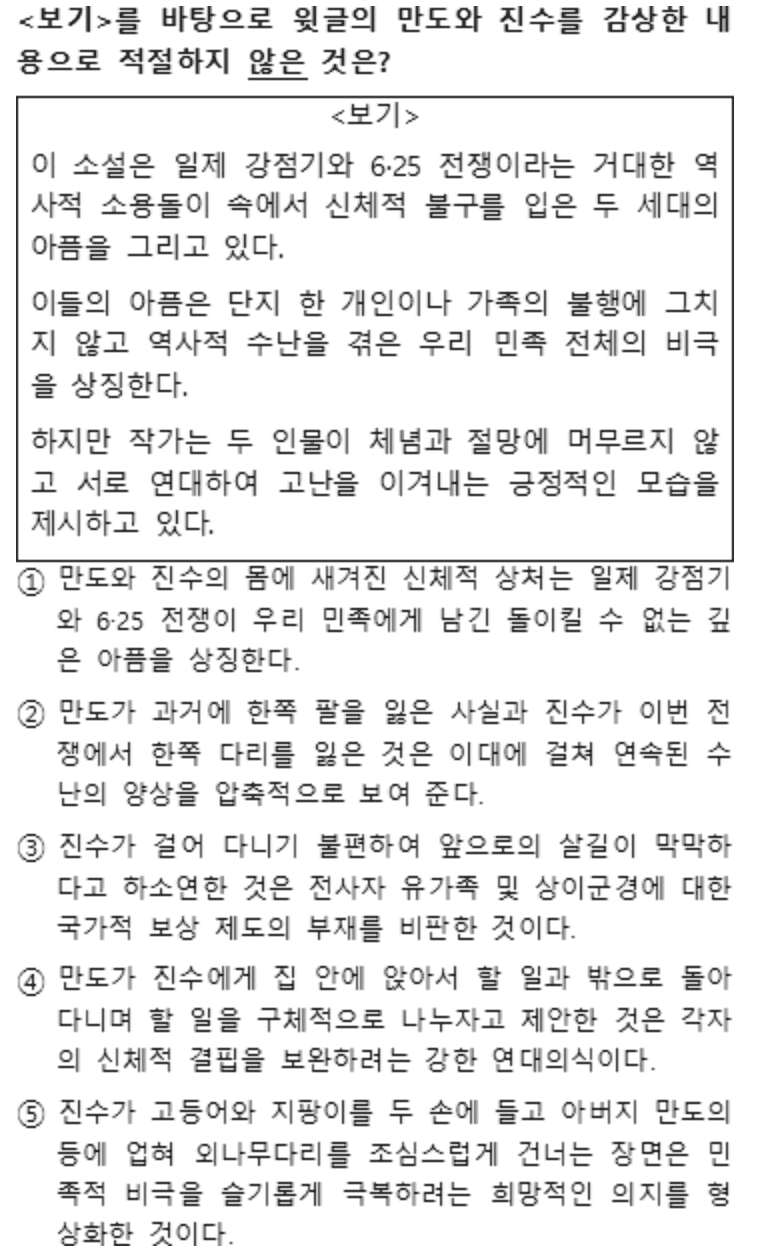 <보기>를 바탕으로 윗글의 만도와 진수를 감상한 내
용으로 적절하지 않은 것은?
<보기>
이 소설은 일제 강점기와 6·25 전쟁이라는 거대한 역
사적 소용돌이 속에서 신체적 불구를 입은 두 세대의
아픔을 그리고 있다.
이들의 아픔은 단지 한 개인이나 가족의 불행에 그치
지 않고 역사적 수난을 겪은 우리 민족 전체의 비극
을 상징한다.
하지만 작가는 두 인물이 체념과 절망에 머무르지 않
고 서로 연대하여 고난을 이겨내는 긍정적인 모습을
제시하고 있다.
① 만도와 진수의 몸에 새겨진 신체적 상처는 일제 강점기
와 6·25 전쟁이 우리 민족에게 남긴 돌이킬 수 없는 깊
은 아픔을 상징한다.
② 만도가 과거에 한쪽 팔을 잃은 사실과 진수가 이번 전
쟁에서 한쪽 다리를 잃은 것은 이대에 걸쳐 연속된 수
난의 양상을 압축적으로 보여 준다.
③ 진수가 걸어 다니기 불편하여 앞으로의 살길이 막막하
다고 하소연한 것은 전사자 유가족 및 상이군경에 대한
국가적 보상 제도의 부재를 비판한 것이다.
④ 만도가 진수에게 집 안에 앉아서 할 일과 밖으로 돌아
다니며 할 일을 구체적으로 나누자고 제안한 것은 각자
의 신체적 결핍을 보완하려는 강한 연대의식이다.
⑤ 진수가 고등어와 지팡이를 두 손에 들고 아버지 만도의
등에 업혀 외나무다리를 조심스럽게 건너는 장면은 민
족적 비극을 슬기롭게 극복하려는 희망적인 의지를 형
상화한 것이다.